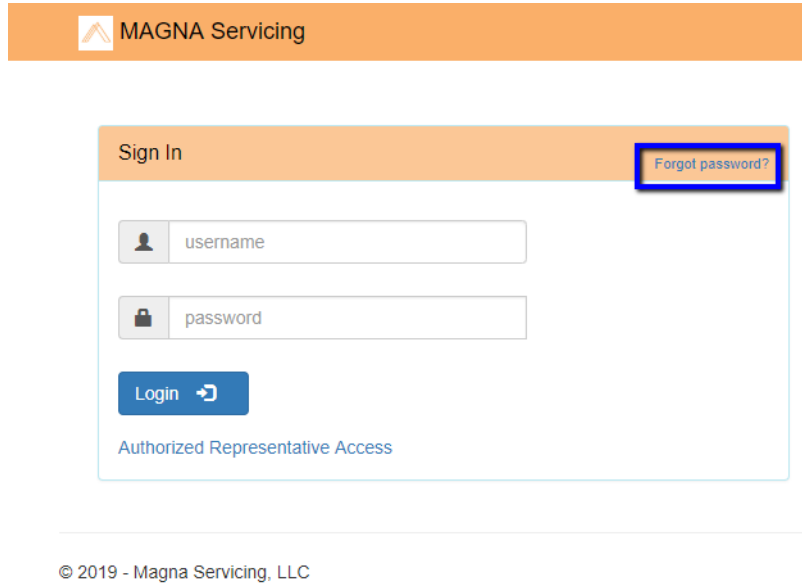 MAGNA Servicing
Sign In
Forgot password?
username
password
Login
Authorized Representative Access
© 2019 - Magna Servicing, LLC